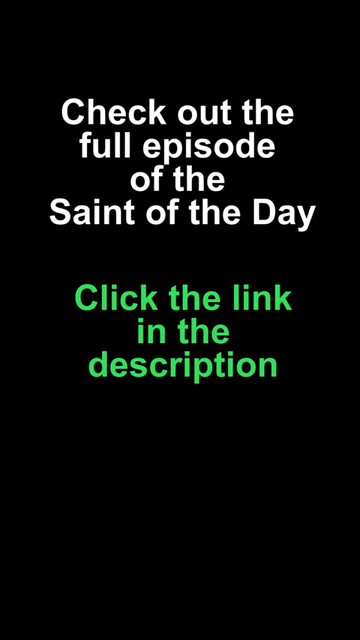 Check out the
full episode
of the
Saint of the Day
Click the link
in the
description